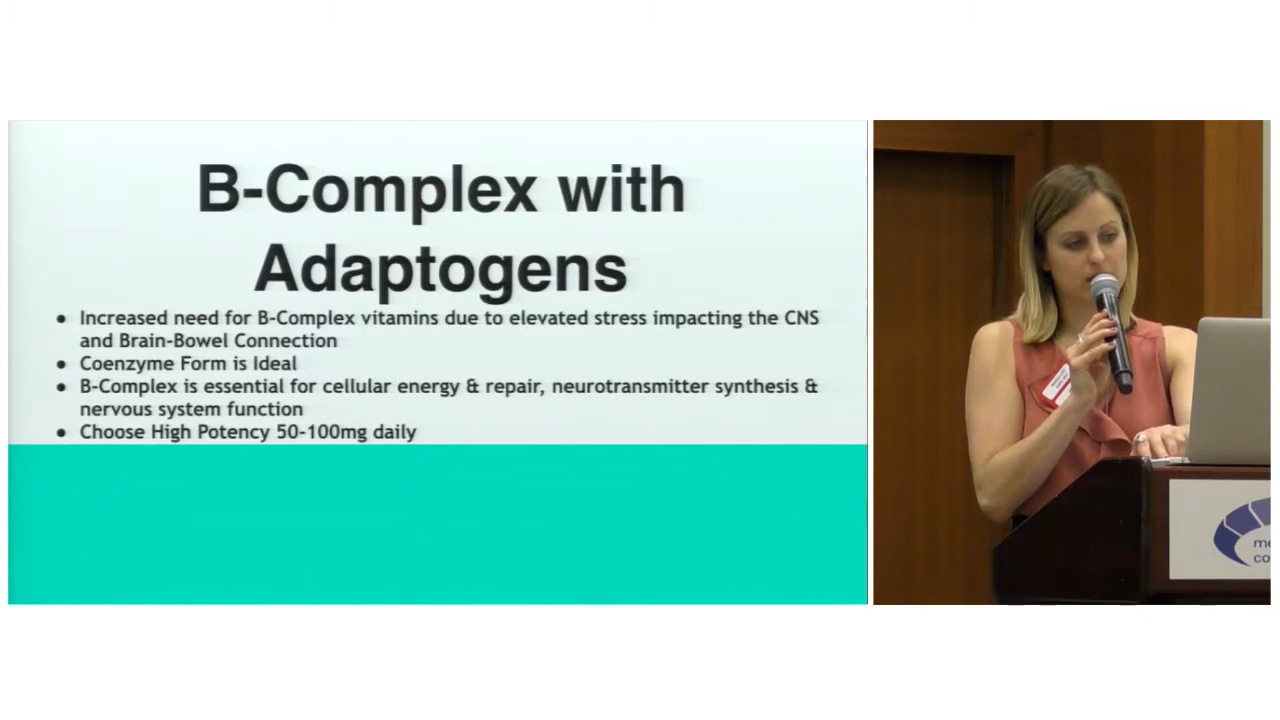 B-Complex with
Adaptogens
● Increased need for B-Complex vitamins due to elevated stress impacting the CNS
and Brain-Bowel Connection
● Coenzyme Form is Ideal
● B-Complex is essential for cellular energy & repair, neurotransmitter synthesis &
nervous system function
● Choose High Potency 50-100mg daily
me
co